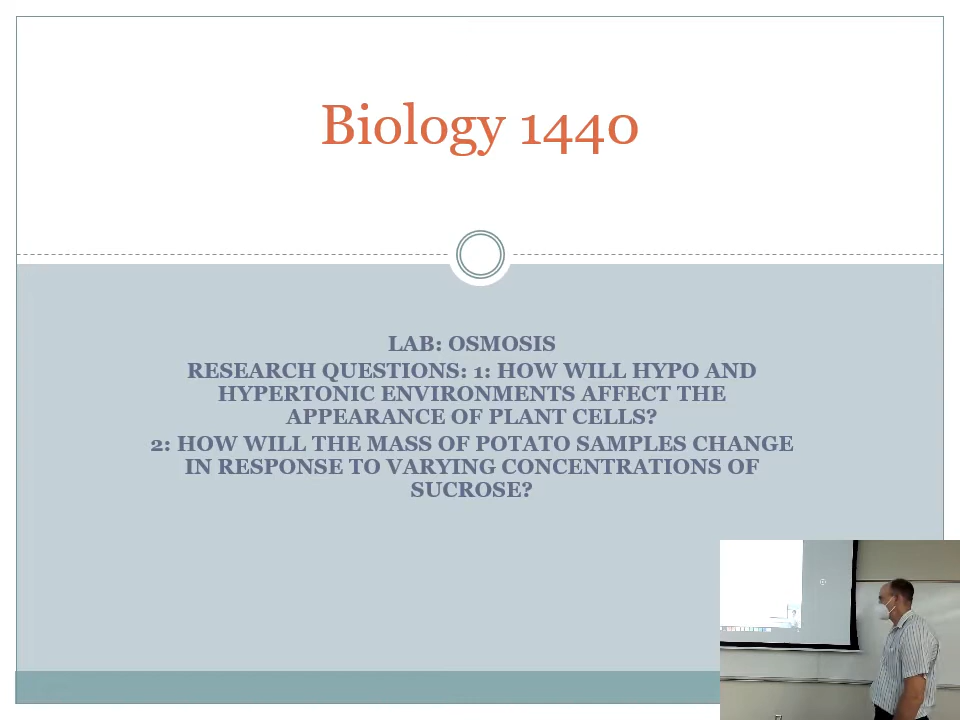 Biology 1440
LAB: OSMOSIS
RESEARCH QUESTIONS: 1: HOW WILL HYPO AND
HYPERTONIC ENVIRONMENTS AFFECT THE
APPEARANCE OF PLANT CELLS?
2: HOW WILL THE MASS OF POTATO SAMPLES CHANGE
IN RESPONSE TO VARYING CONCENTRATIONS OF
SUCROSE?